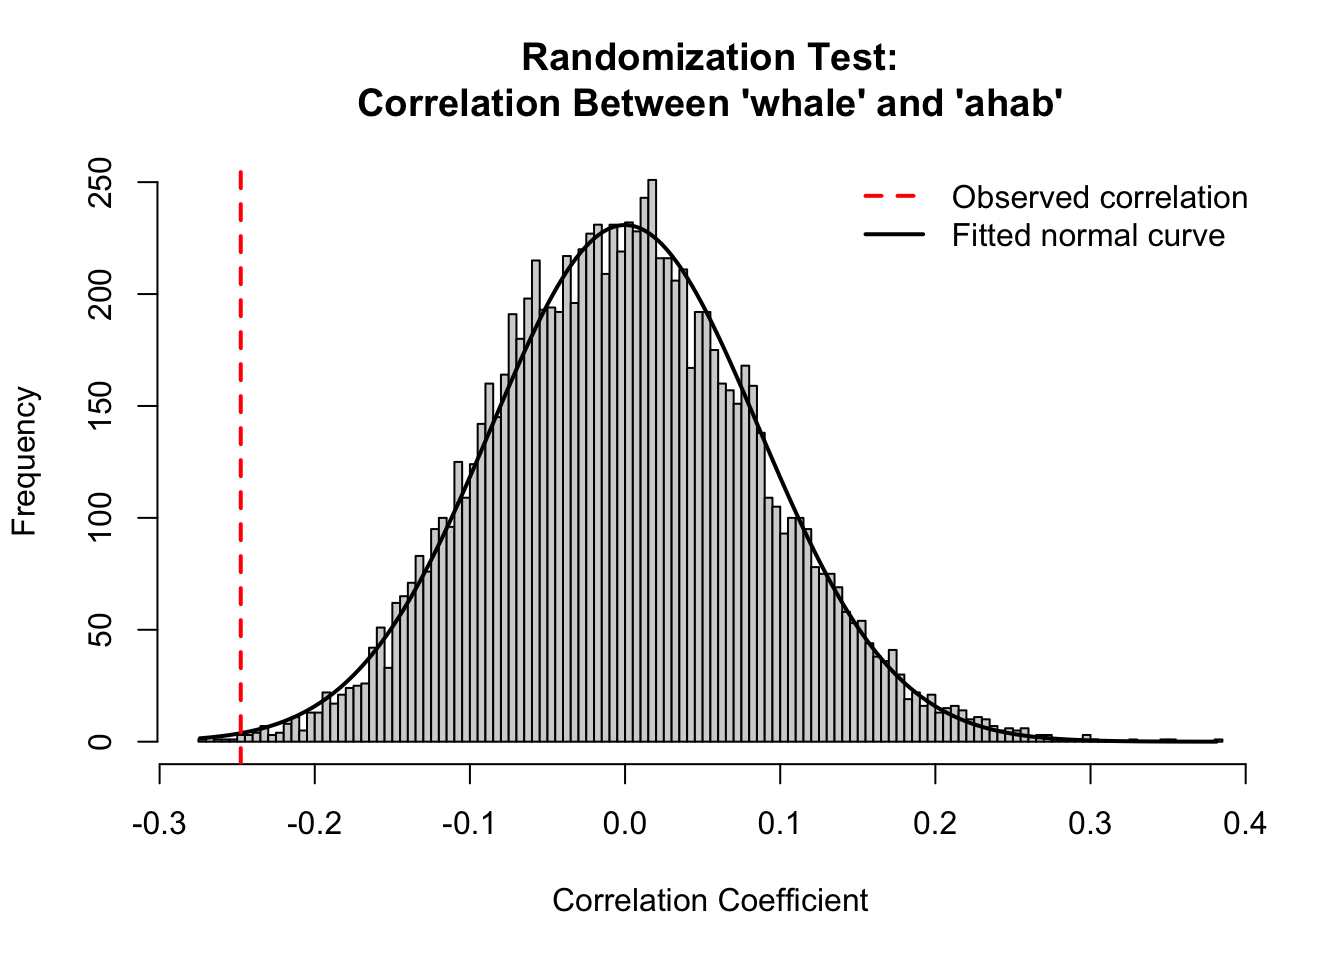 Randomization Test:
Correlation Between 'whale' and 'ahab'
Observed correlation
Fitted normal curve
Frequency
250
200
150
100
50
0
-0.3 -0.2 -0.1 0.0 0.1 0.2 0.3 0.4
Correlation Coefficient